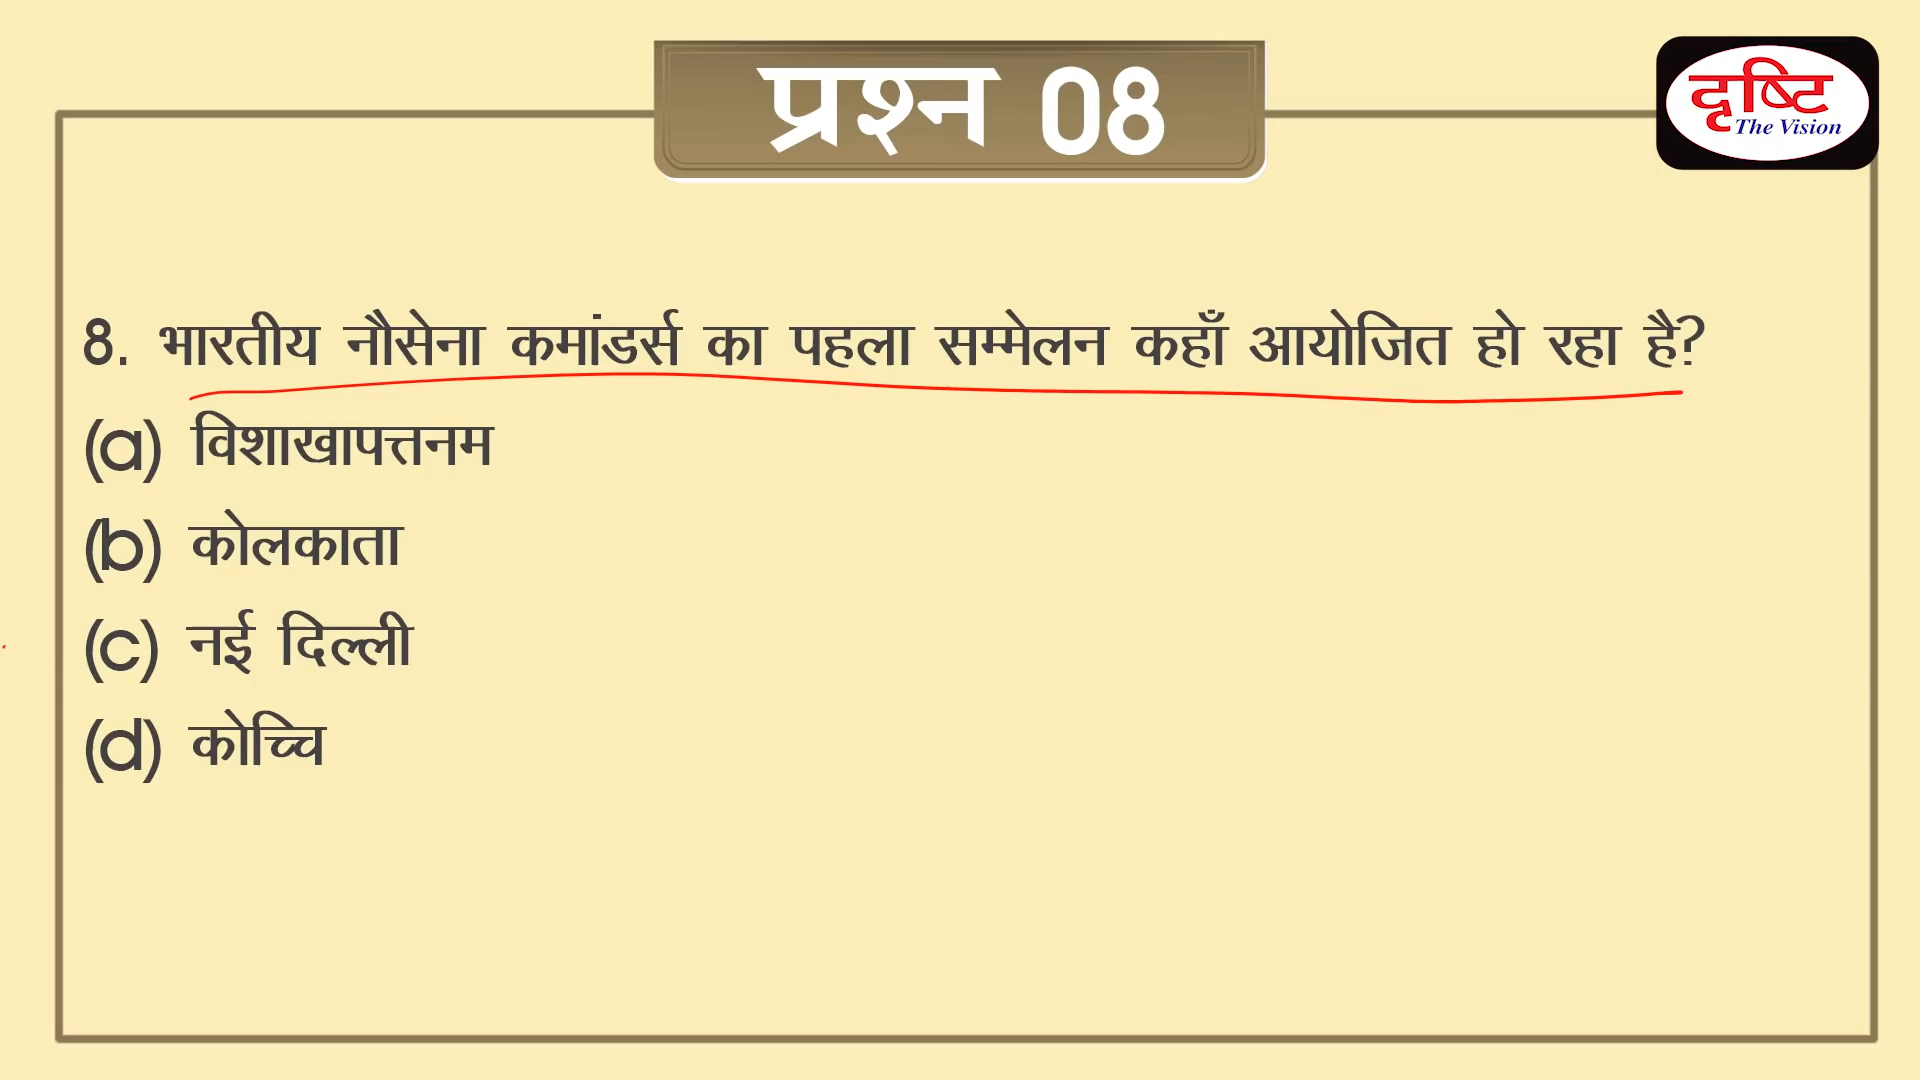 प्रश्न 08
दृष्टि
The Vision
8. भारतीय नौसेना कमांडर्स का पहला सम्मेलन कहाँ आयोजित हो रहा है?
(a) विशाखापत्तनम
(b) कोलकाता
(c) नई दिल्ली
(d) कोच्चि